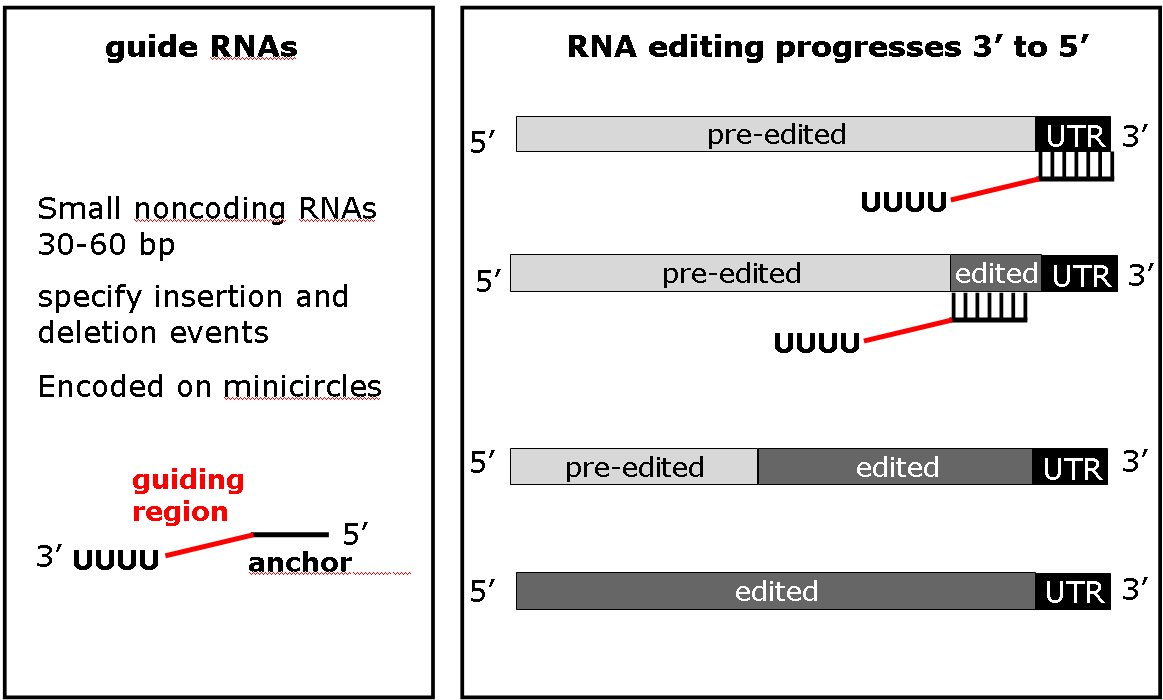 guide RNAs
Small noncoding RNAs
30-60 bp
specify insertion and
deletion events
Encoded on minicircles
guiding
region
3’ UUUU
5’
anchor
RNA editing progresses 3’ to 5’
5’ pre-edited UTR 3’
UUUU
5’ pre-edited edited UTR 3’
UUUU
5’ pre-edited edited UTR 3’
5’ edited UTR 3’